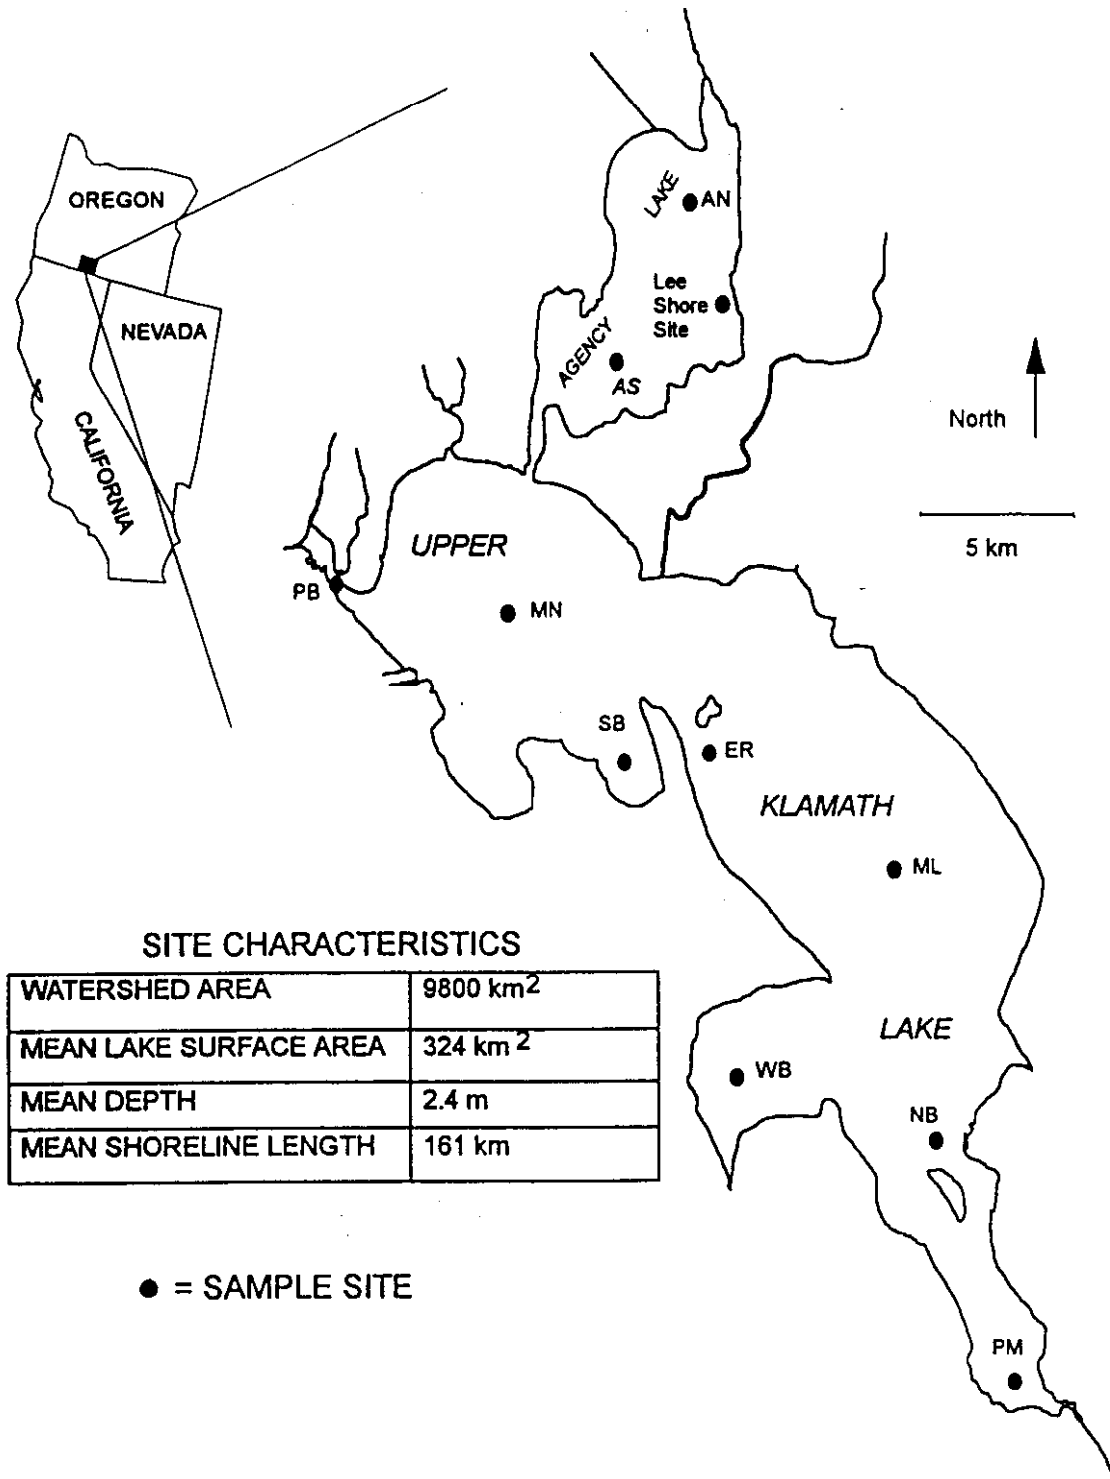 OREGON
NEVADA
CALIFORNIA
LAKE
AN
Lee
Shore
Site
AGENCY
AS
North
5 km
UPPER
PB
MN
SB
ER
KLAMATH
ML
LAKE
WB
NB
PM
SITE CHARACTERISTICS
WATERSHED AREA 9800 km²
MEAN LAKE SURFACE AREA 324 km²
MEAN DEPTH 2.4 m
MEAN SHORELINE LENGTH 161 km
= SAMPLE SITE